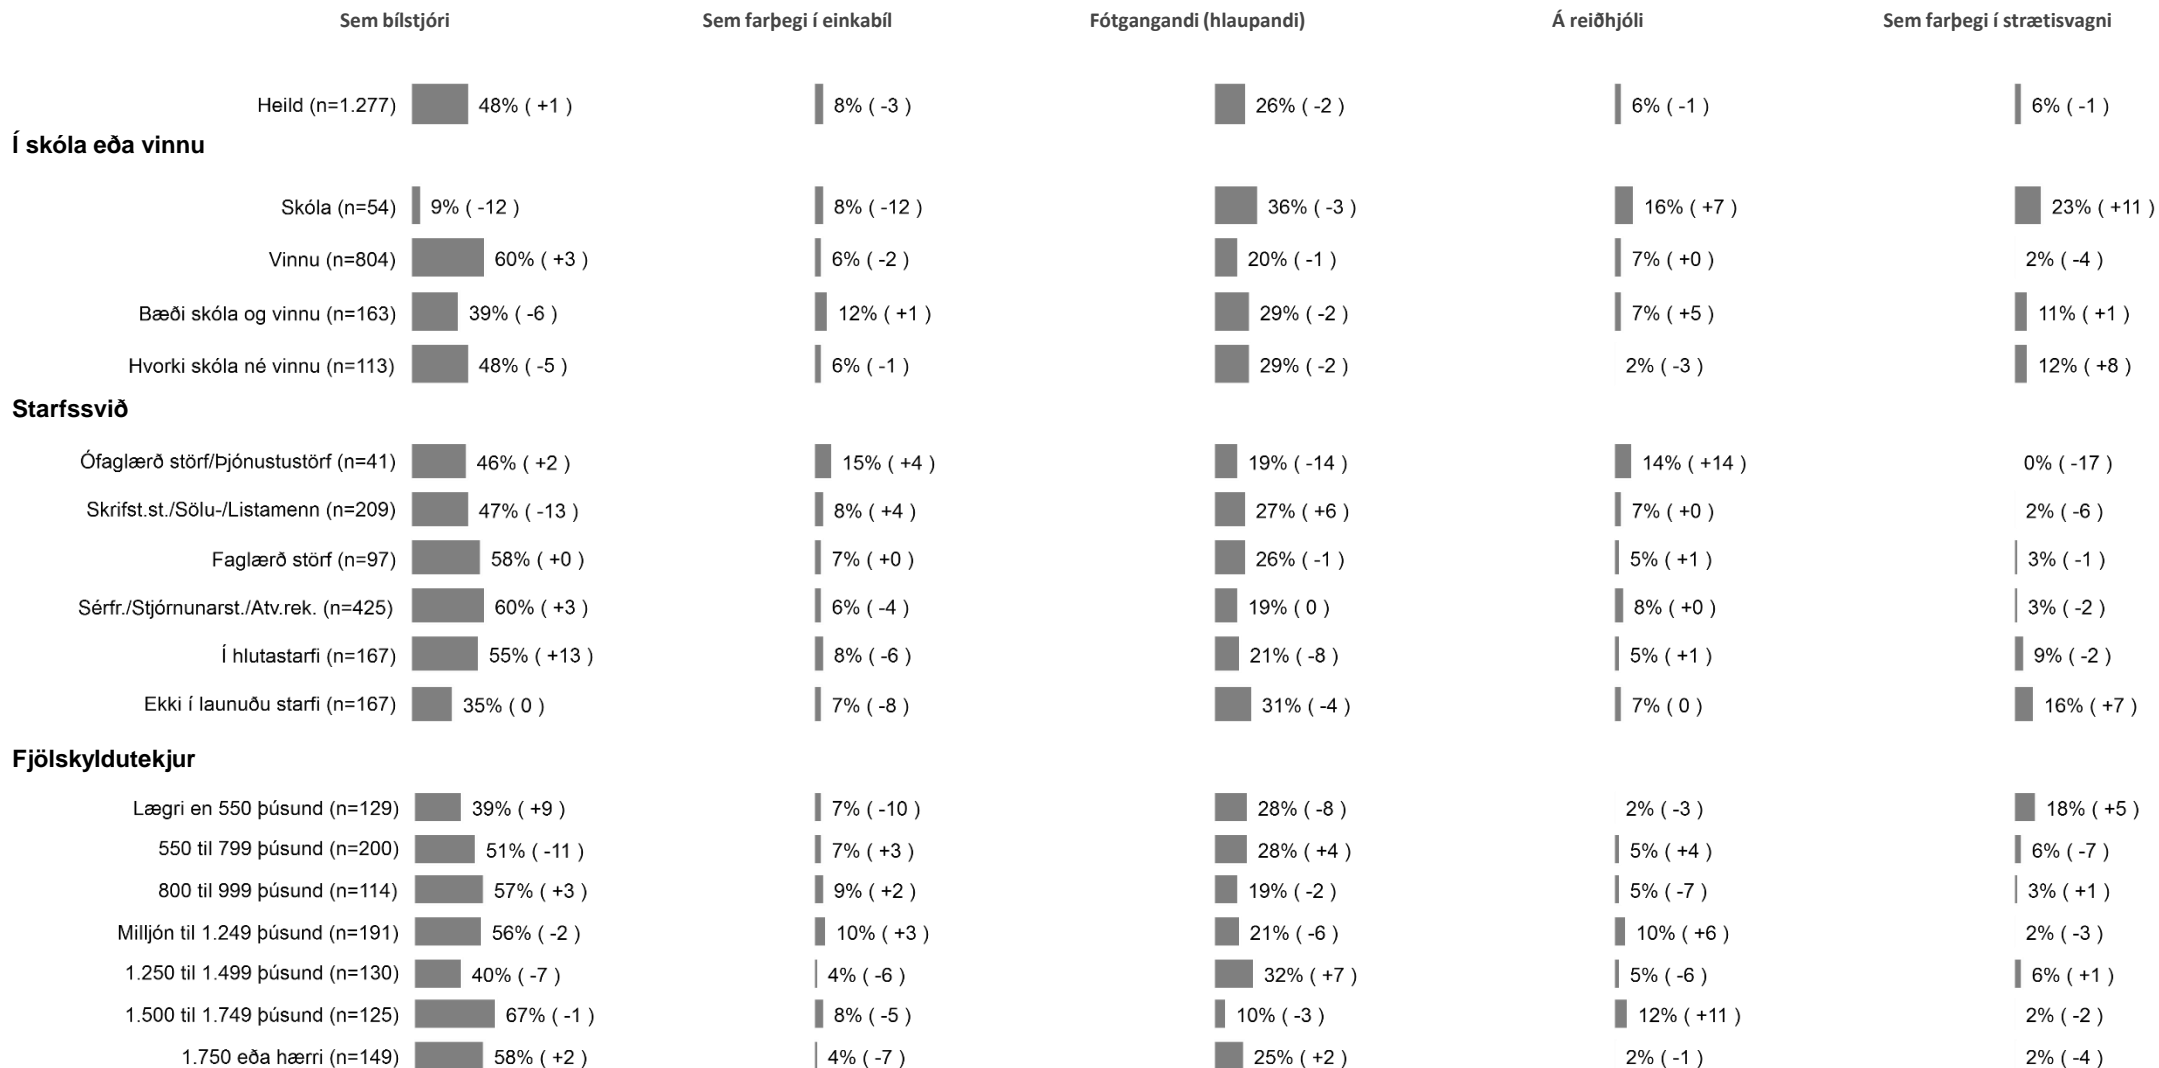 Sem bílstjóri Sem farþegi í einkabíl Fótgangandi (hlaupandi) Á reiðhjóli Sem farþegi í strætisvagni
Heild (n=1.277) 48% ( +1 ) 8% ( -3 ) 26% ( -2 ) 6% ( -1 ) 6% ( -1 )
Í skóla eða vinnu
Skóla (n=54) 9% ( -12 ) 8% ( -12 ) 36% ( -3 ) 16% ( +7 ) 23% ( +11 )
Vinnu (n=804) 60% ( +3 ) 6% ( -2 ) 20% ( -1 ) 7% ( +0 ) 2% ( -4 )
Bæði skóla og vinnu (n=163) 39% ( -6 ) 12% ( +1 ) 29% ( -2 ) 7% ( +5 ) 11% ( +1 )
Hvorki skóla né vinnu (n=113) 48% ( -5 ) 6% ( -1 ) 29% ( -2 ) 2% ( -3 ) 12% ( +8 )
Starfssvið
Ófaglærð störf/Þjónustustörf (n=41) 46% ( +2 ) 15% ( +4 ) 19% ( -14 ) 14% ( +14 ) 0% ( -17 )
Skrifst.st./Sölu-/Listamenn (n=209) 47% ( -13 ) 8% ( +4 ) 27% ( +6 ) 7% ( +0 ) 2% ( -6 )
Faglærð störf (n=97) 58% ( +0 ) 7% ( +0 ) 26% ( -1 ) 5% ( +1 ) 3% ( -1 )
Sérfr./Stjórnunarst./Atv.rek. (n=425) 60% ( +3 ) 6% ( -4 ) 19% ( 0 ) 8% ( +0 ) 3% ( -2 )
Í hlutastarfi (n=167) 55% ( +13 ) 8% ( -6 ) 21% ( -8 ) 5% ( +1 ) 9% ( -2 )
Ekki í launuðu starfi (n=167) 35% ( 0 ) 7% ( -8 ) 31% ( -4 ) 7% ( 0 ) 16% ( +7 )
Fjölskyldutekjur
Lægri en 550 þúsund (n=129) 39% ( +9 ) 7% ( -10 ) 28% ( -8 ) 2% ( -3 ) 18% ( +5 )
550 til 799 þúsund (n=200) 51% ( -11 ) 7% ( +3 ) 28% ( +4 ) 5% ( +4 ) 6% ( -7 )
800 til 999 þúsund (n=114) 57% ( +3 ) 9% ( +2 ) 19% ( -2 ) 5% ( -7 ) 3% ( +1 )
Milljón til 1.249 þúsund (n=191) 56% ( -2 ) 10% ( +3 ) 21% ( -6 ) 10% ( +6 ) 2% ( -3 )
1.250 til 1.499 þúsund (n=130) 40% ( -7 ) 4% ( -6 ) 32% ( +7 ) 5% ( -6 ) 6% ( +1 )
1.500 til 1.749 þúsund (n=125) 67% ( -1 ) 8% ( -5 ) 10% ( -3 ) 12% ( +11 ) 2% ( -2 )
1.750 eða hærri (n=149) 58% ( +2 ) 4% ( -7 ) 25% ( +2 ) 2% ( -1 ) 2% ( -4 )